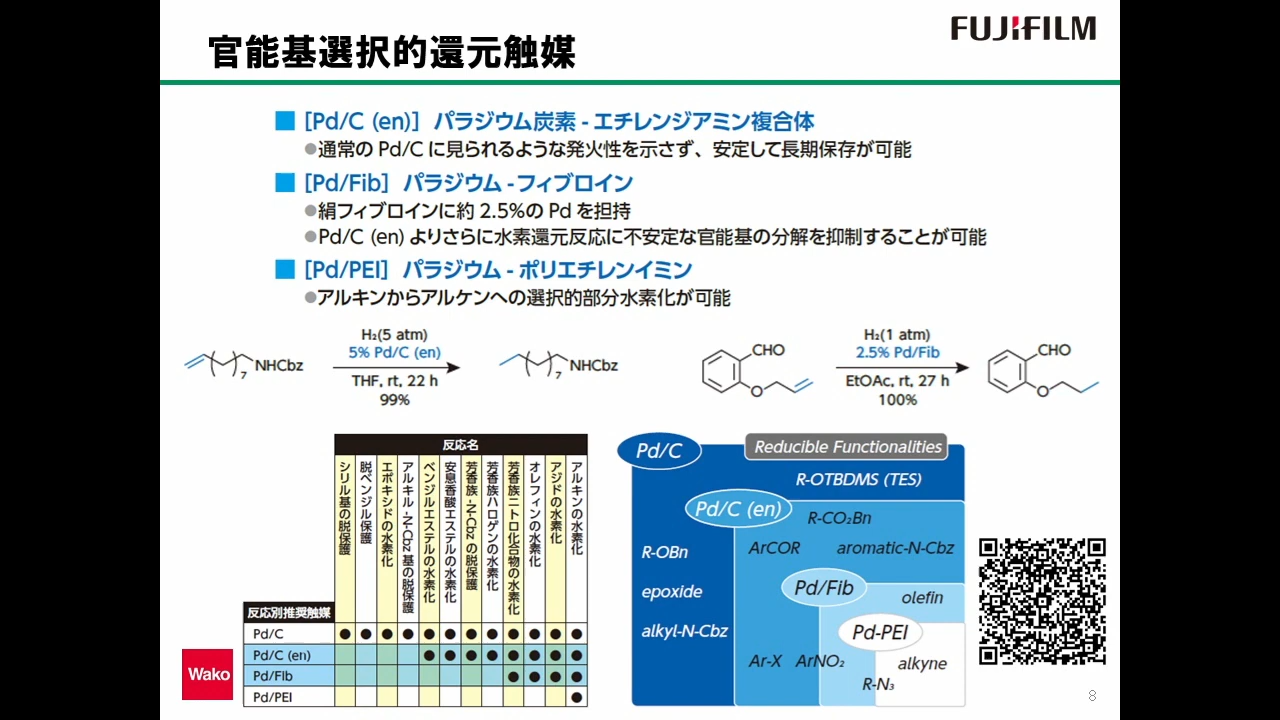 官能基選択的還元触媒
FUJIFILM
[Pd/C (en)] パラジウム炭素 - エチレンジアミン複合体
●通常の Pd/C に見られるような発火性を示さず、安定して長期保存が可能
[Pd/Fib] パラジウム - フィブロイン
●絹フィブロインに約 2.5%の Pd を担持
●Pd/C (en) よりさらに水素還元反応に不安定な官能基の分解を抑制することが可能
[Pd/PEI] パラジウム - ポリエチレンイミン
●アルキンからアルケンへの選択的部分水素化が可能
7
NHCbz
H₂(5 atm)
5% Pd/C (en)
THF, rt, 22 h
99%
7
NHCbz
CHO
O
H₂(1 atm)
2.5% Pd/Fib
EtOAc, rt, 27 h
100%
CHO
O
反応名
シリル基の脱保護
脱ベンジル保護
エポキシドの水素化
アルキル -N-Cbz 基の脱保護
ベンジルエステルの水素化
安息香酸エステルの水素化
芳香族 -N-Cbz の脱保護
芳香族ハロゲンの水素化
芳香族ニトロ化合物の水素化
オレフィンの水素化
アジドの水素化
アルキンの水素化
反応別推奨触媒
Pd/C ● ● ● ● ● ● ● ● ● ● ● ●
Pd/C (en) ● ● ● ● ● ● ● ●
Pd/FIb ● ● ● ●
Pd/PEI ●
Pd/C
Reducible Functionalities
R-OTBDMS (TES)
Pd/C (en)
R-CO₂Bn
R-OBn
ArCOR
aromatic-N-Cbz
epoxide
Pd/Fib
olefin
alkyl-N-Cbz
Pd-PEI
Ar-X
ArNO₂
alkyne
R-N₃
Wako
8